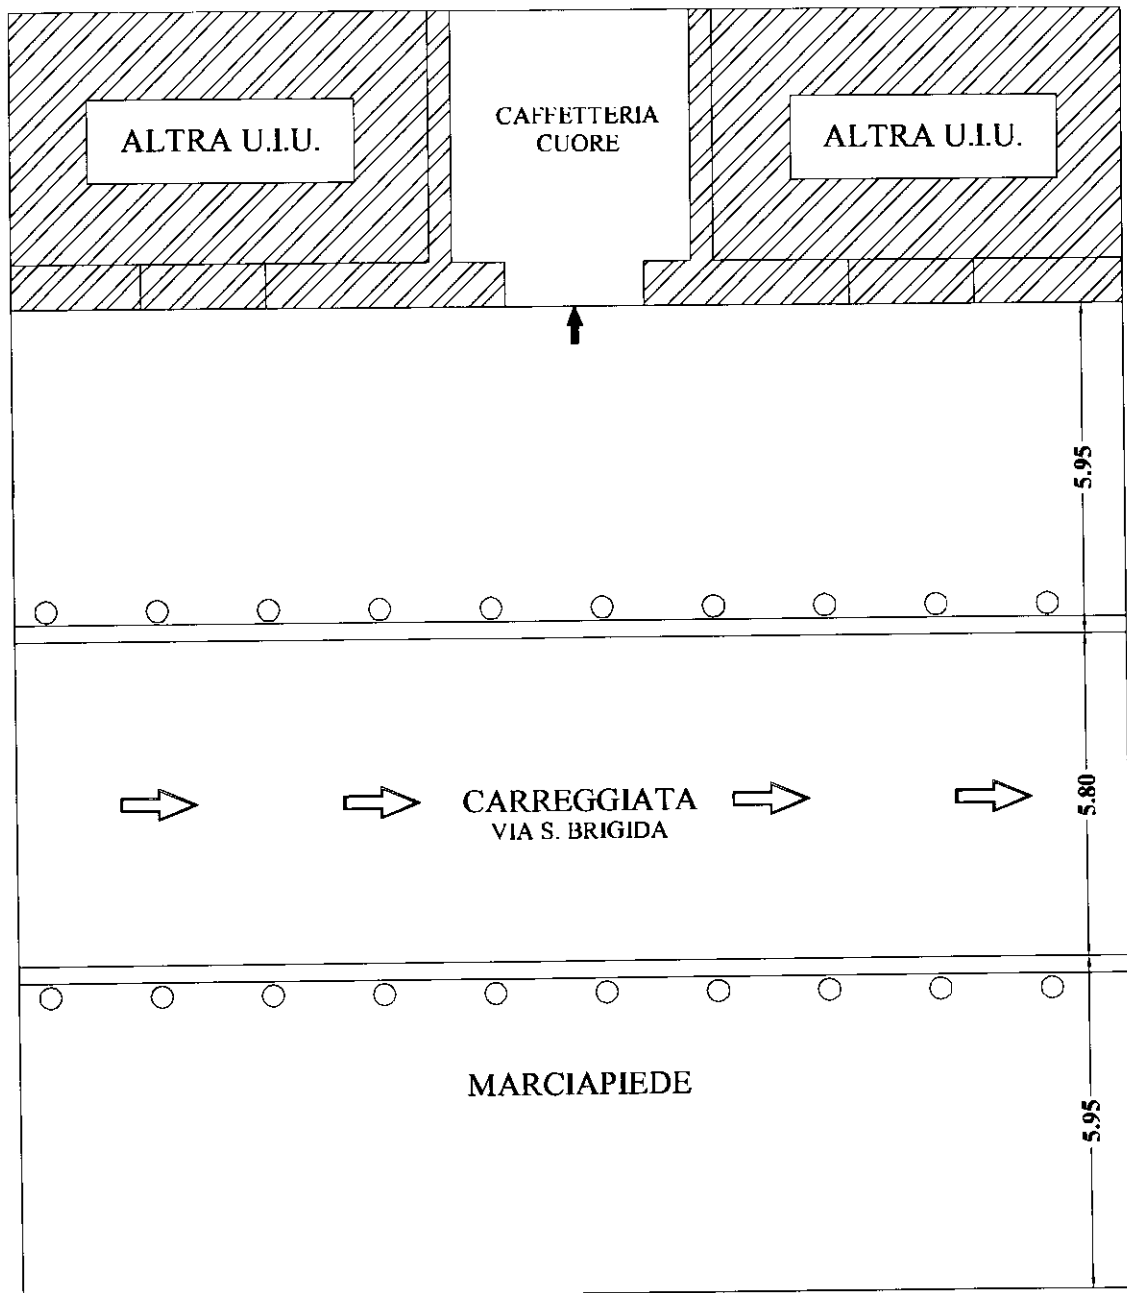 ALTRA U.I.U.
CAFFETTERIA
CUORE
ALTRA U.I.U.
5.95
CARREGGIATA
VIA S. BRIGIDA
5.80
MARCIAPIEDE
5.95